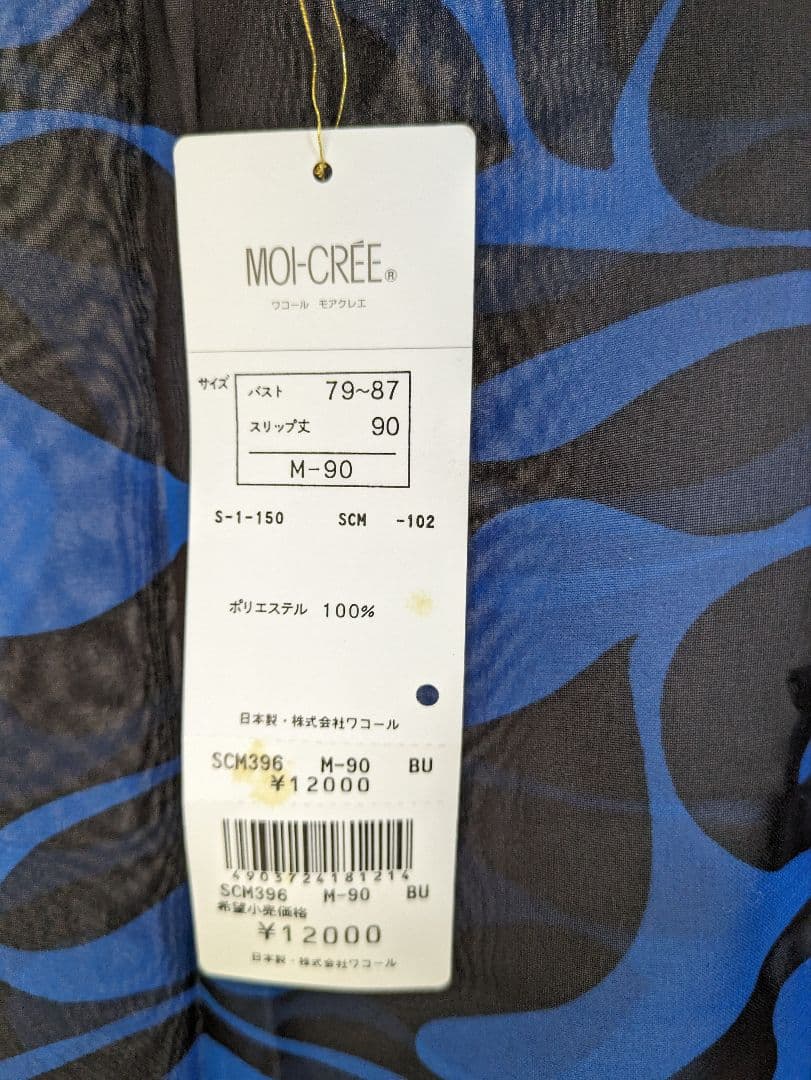 MOI-CRÉE®
ワコール モアクレエ
サイズ
バスト 79~87
スリップ丈 90
M-90
S-1-150 SCM -102
ポリエステル 100%
日本製・株式会社ワコール
SCM396 M-90 BU
¥12000
4903724181214
SCM396 M-90 BU
希望小売価格
¥12000
日本製・株式会社ワコール